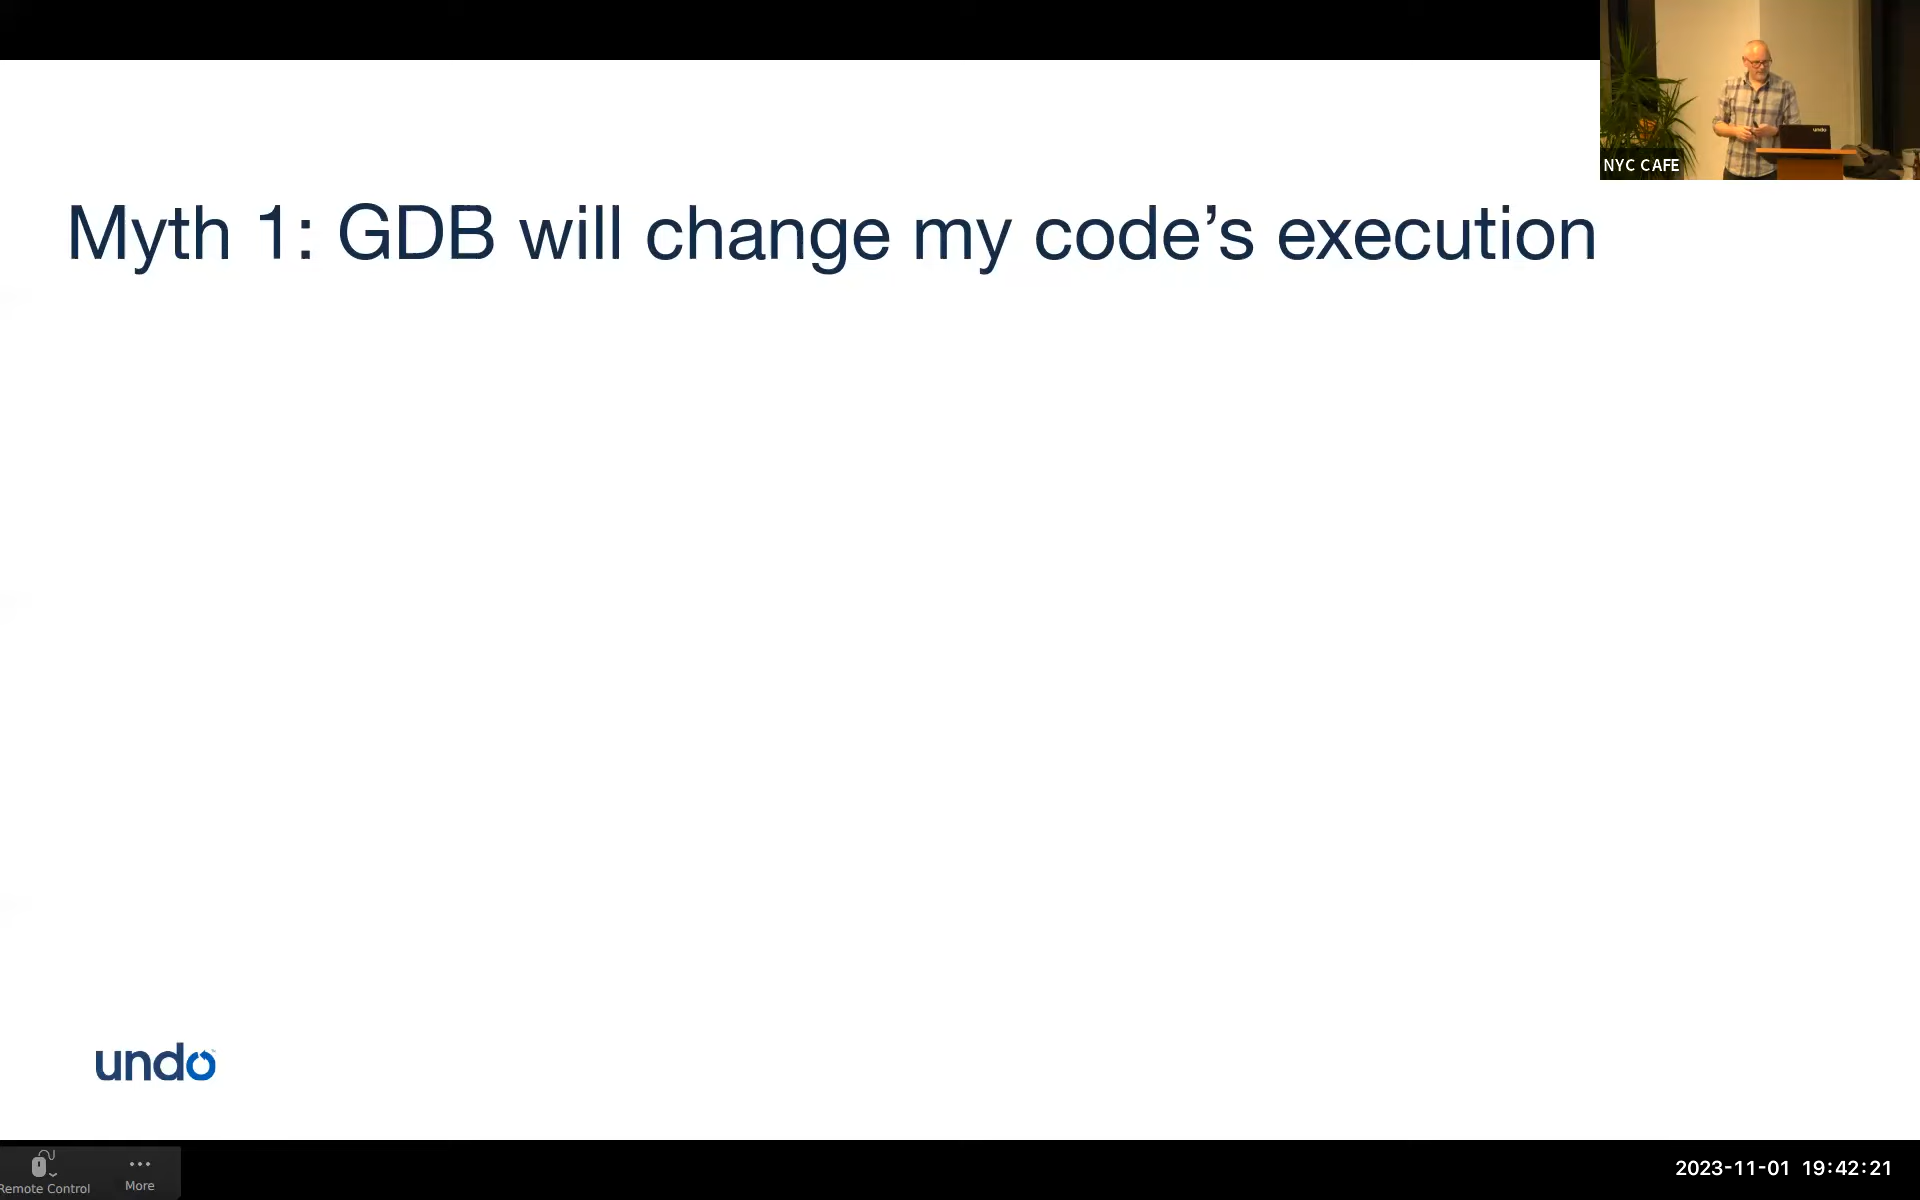 NYC CAFE
undo
Myth 1: GDB will change my code’s execution
undo
Remote Control
More
2023-11-01 19:42:21